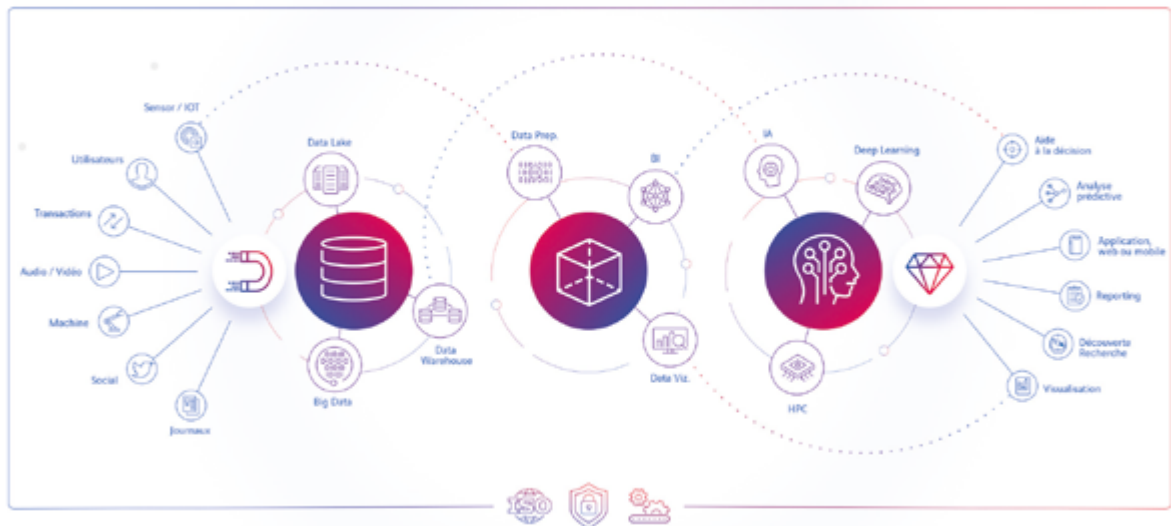 Sensor / IOT
Utilisateurs
Transactions
Audio / Vidéo
Machine
Social
Journaux
Data Lake
Big Data
Data
Warehouse
Data Prep.
BI
Data Viz.
IA
Deep Learning
HPC
Aide
à la décision
Analyse
prédictive
Application,
web ou mobile
Reporting
Découverte
Recherche
Visualisation
ISO